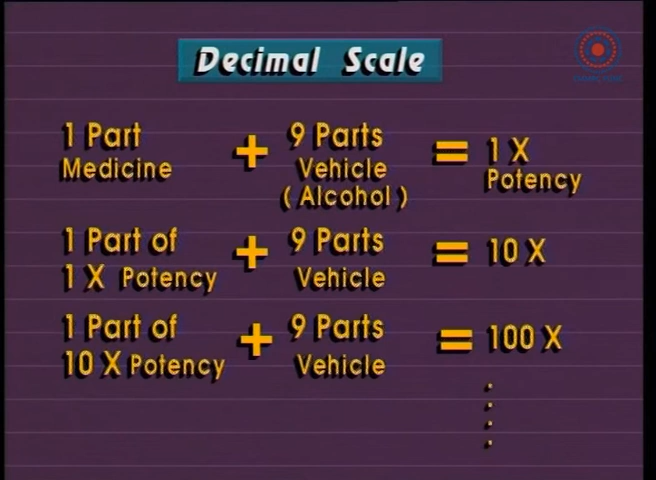 Decimal Scale
1 Part + 9 Parts = 1 X
Medicine Vehicle Potency
( Alcohol )
1 Part of + 9 Parts = 10 X
1 X Potency Vehicle
1 Part of + 9 Parts = 100 X
10 X Potency Vehicle